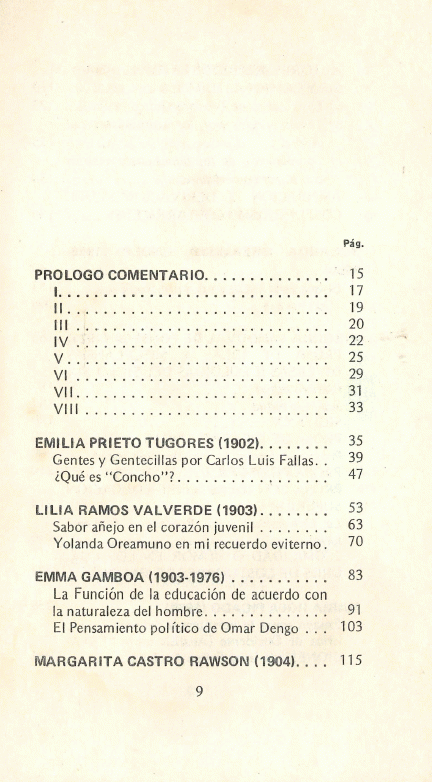 Pág.
PROLOGO COMENTARIO. . . . . . . . . . . . . . 15
I. . . . . . . . . . . . . . . . . . . . . . . . . . . . . . . 17
II . . . . . . . . . . . . . . . . . . . . . . . . . . . . . . 19
III . . . . . . . . . . . . . . . . . . . . . . . . . . . . . 20
IV . . . . . . . . . . . . . . . . . . . . . . . . . . . . . 22
V . . . . . . . . . . . . . . . . . . . . . . . . . . . . . . 25
VI . . . . . . . . . . . . . . . . . . . . . . . . . . . . . 29
VII . . . . . . . . . . . . . . . . . . . . . . . . . . . . . 31
VIII . . . . . . . . . . . . . . . . . . . . . . . . . . . . 33
EMILIA PRIETO TUGORES (1902). . . . . . . . 35
Gentes y Gentecillas por Carlos Luis Fallas. . 39
¿Qué es "Concho"?. . . . . . . . . . . . . . . . . 47
LILIA RAMOS VALVERDE (1903). . . . . . . . 53
Sabor añejo en el corazón juvenil . . . . . . . . 63
Yolanda Oreamuno en mi recuerdo eviterno . 70
EMMA GAMBOA (1903-1976) . . . . . . . . . . . 83
La Función de la educación de acuerdo con
la naturaleza del hombre. . . . . . . . . . . . . . 91
El Pensamiento político de Omar Dengo . . . 103
MARGARITA CASTRO RAWSON (1904). . . . 115
9